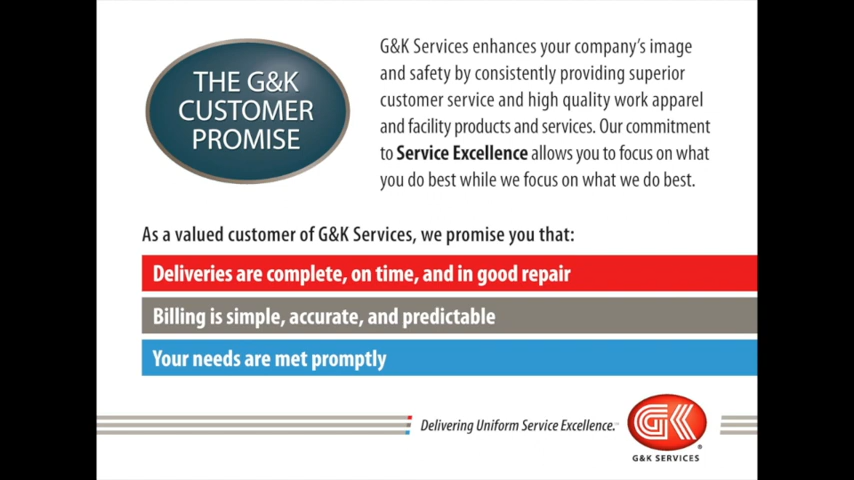 THE G&K
CUSTOMER
PROMISE
G&K Services enhances your company's image
and safety by consistently providing superior
customer service and high quality work apparel
and facility products and services. Our commitment
to Service Excellence allows you to focus on what
you do best while we focus on what we do best.
As a valued customer of G&K Services, we promise you that:
Deliveries are complete, on time, and in good repair
Billing is simple, accurate, and predictable
Your needs are met promptly
Delivering Uniform Service Excellence.
GK
G&K SERVICES